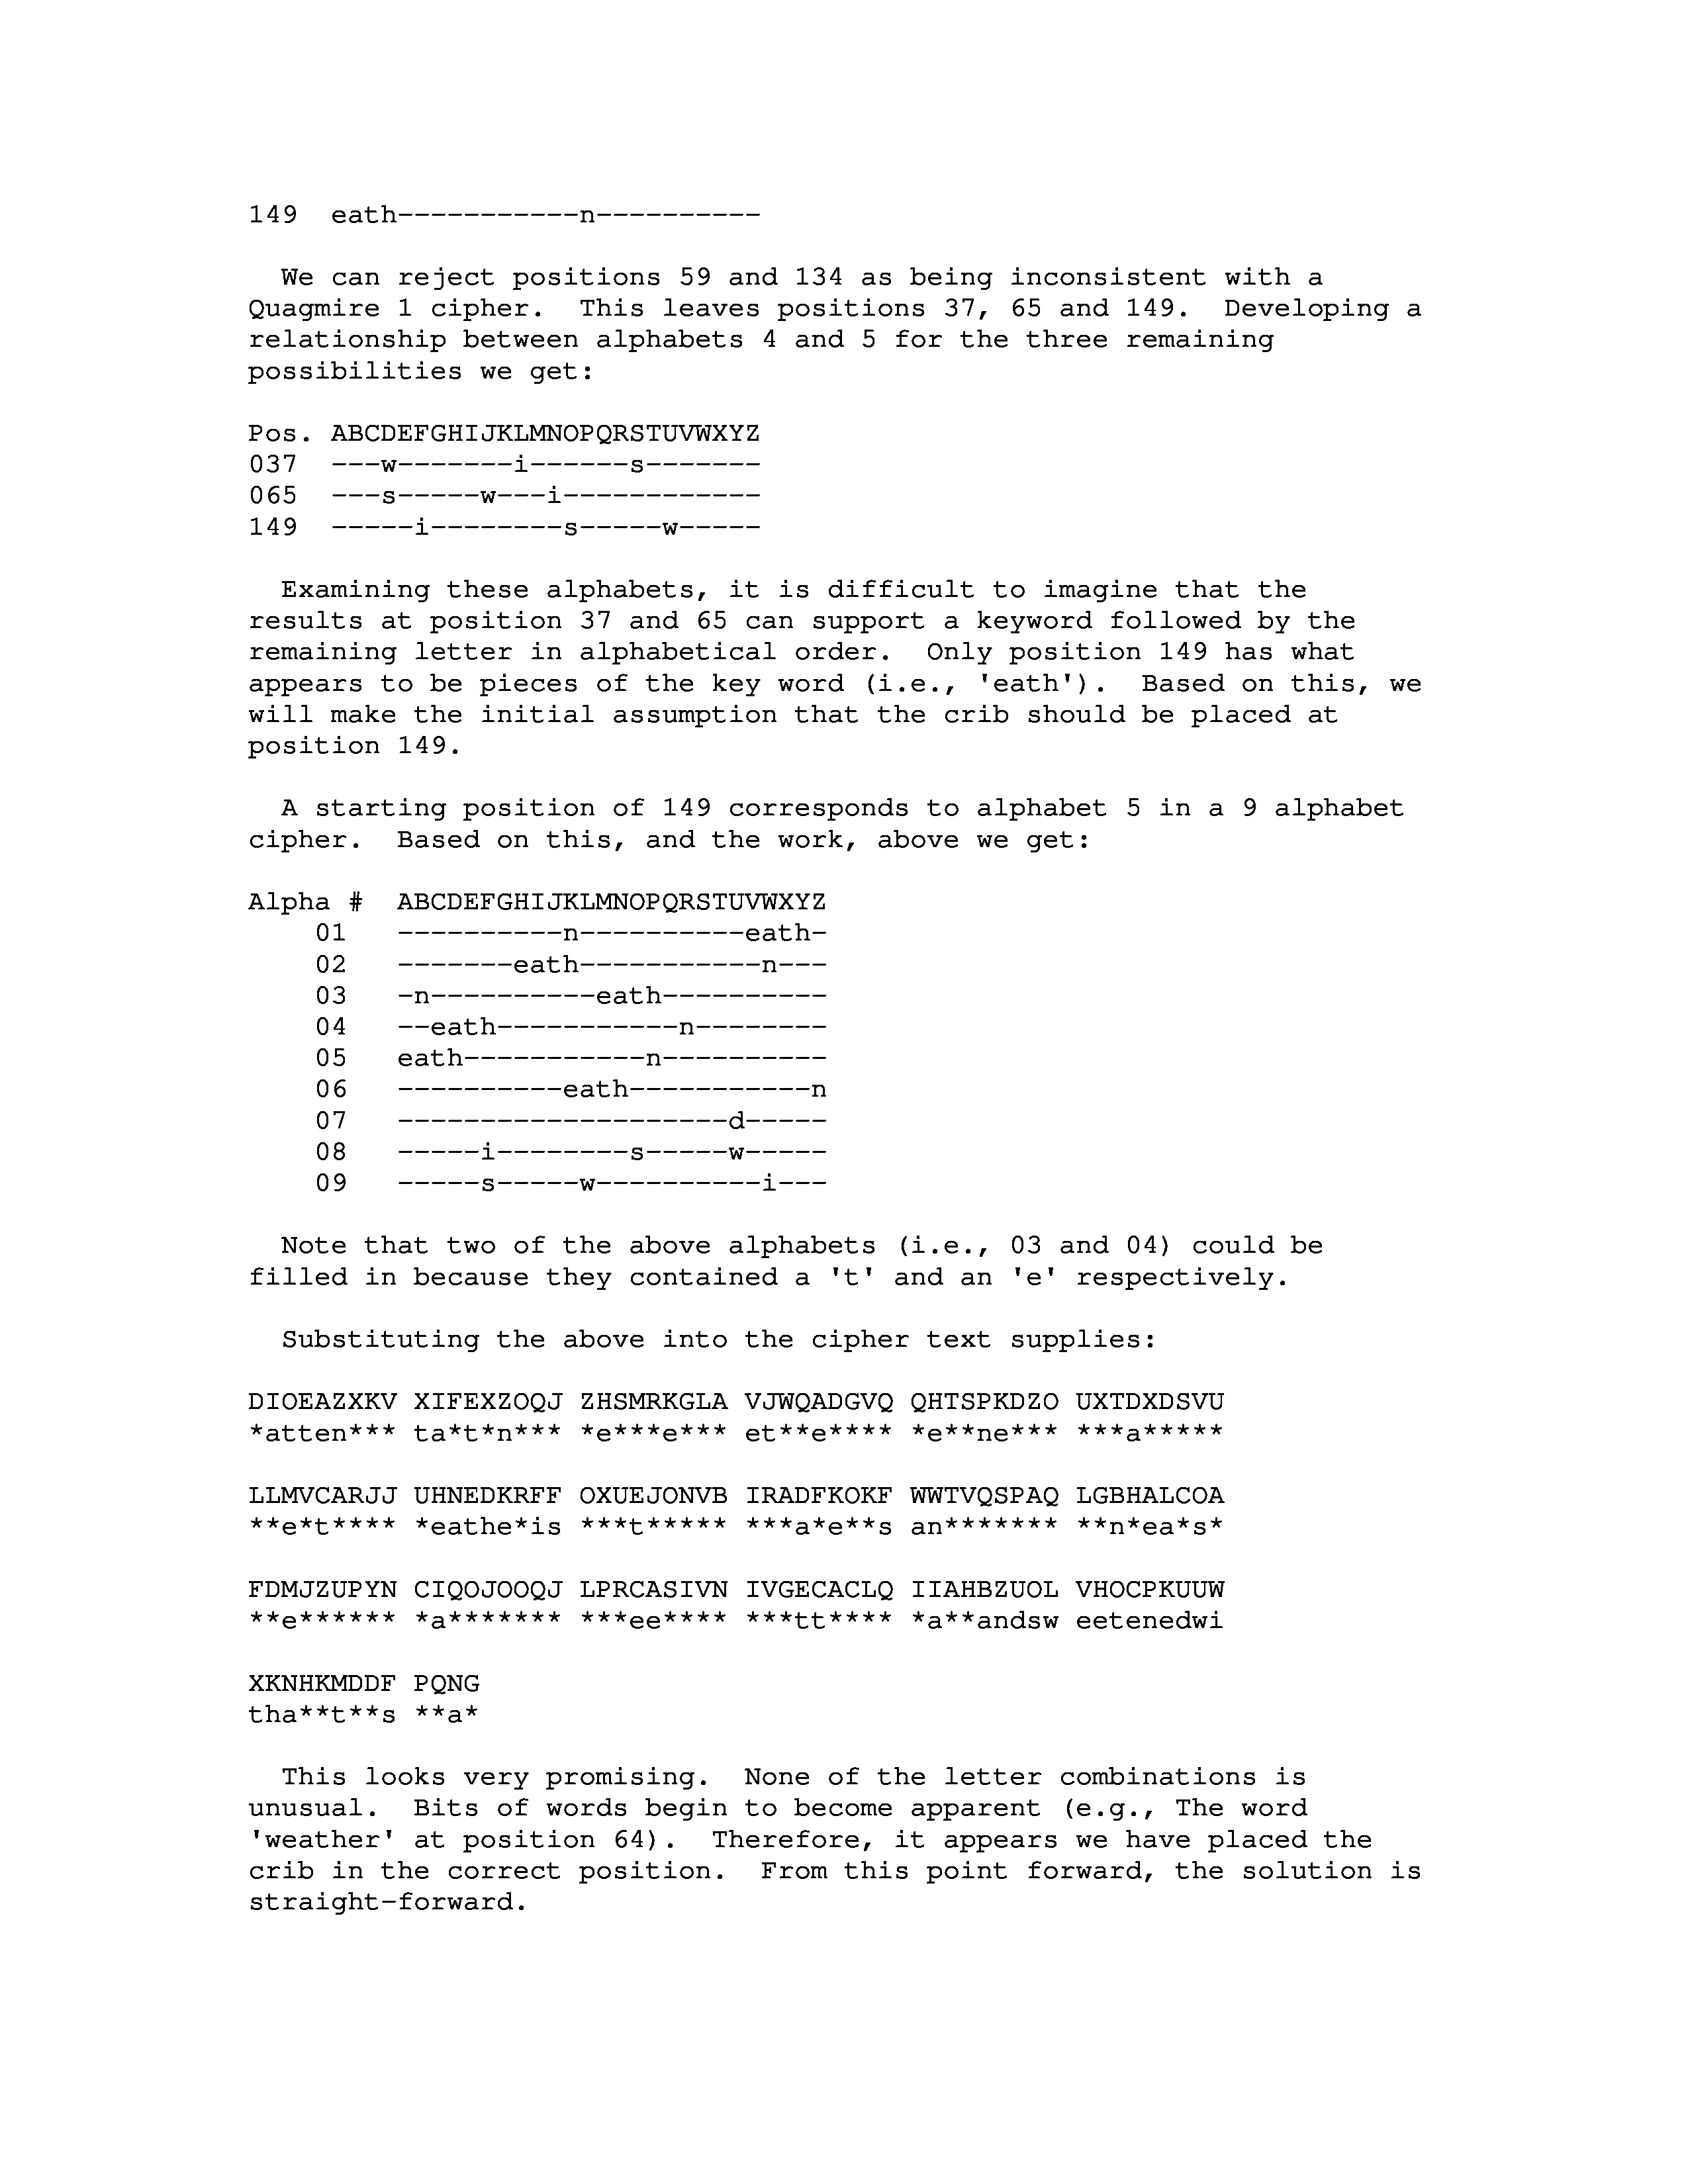 149  eath-----------n----------
We can reject positions 59 and 134 as being inconsistent with a
Quagmire 1 cipher.  This leaves positions 37, 65 and 149.  Developing a
relationship between alphabets 4 and 5 for the three remaining
possibilities we get:
Pos. ABCDEFGHIJKLMNOPQRSTUVWXYZ
037  ---w-------i------s-------
065  ---s-----w---i------------
149  -----i--------s-----w-----
Examining these alphabets, it is difficult to imagine that the
results at position 37 and 65 can support a keyword followed by the
remaining letter in alphabetical order.  Only position 149 has what
appears to be pieces of the key word (i.e., 'eath').  Based on this, we
will make the initial assumption that the crib should be placed at
position 149.
A starting position of 149 corresponds to alphabet 5 in a 9 alphabet
cipher.  Based on this, and the work, above we get:
Alpha #  ABCDEFGHIJKLMNOPQRSTUVWXYZ
01   ----------n----------eath-
02   -------eath-----------n---
03   -n----------eath----------
04   --eath-----------n--------
05   eath-----------n----------
06   ----------eath-----------n
07   --------------------d-----
08   -----i--------s-----w-----
09   -----s-----w----------i---
Note that two of the above alphabets (i.e., 03 and 04) could be
filled in because they contained a 't' and an 'e' respectively.
Substituting the above into the cipher text supplies:
DIOEAZXKV XIFEXZOQJ ZHSMRKGLA VJWQADGVQ QHTSPKDZO UXTDXDSVU
*atten*** ta*t*n*** *e***e*** et**e**** *e**ne*** ***a*****
LLMVCARJJ UHNEDKRFF OXUEJONVB IRADFKOKF WWTVQSPAQ LGBHALCOA
**e*t**** *eathe*is ***t***** ***a*e**s an******* **n*ea*s*
FDMJZUPYN CIQOJOOQJ LPRCASIVN IVGECACLQ IIAHBZUOL VHOCPKUUW
**e****** *a******* ***ee**** ***tt**** *a**andsw eetenedwi
XKNHKMDDF PQNG
tha**t**s **a*
This looks very promising.  None of the letter combinations is
unusual.  Bits of words begin to become apparent (e.g., The word
'weather' at position 64).  Therefore, it appears we have placed the
crib in the correct position.  From this point forward, the solution is
straight-forward.